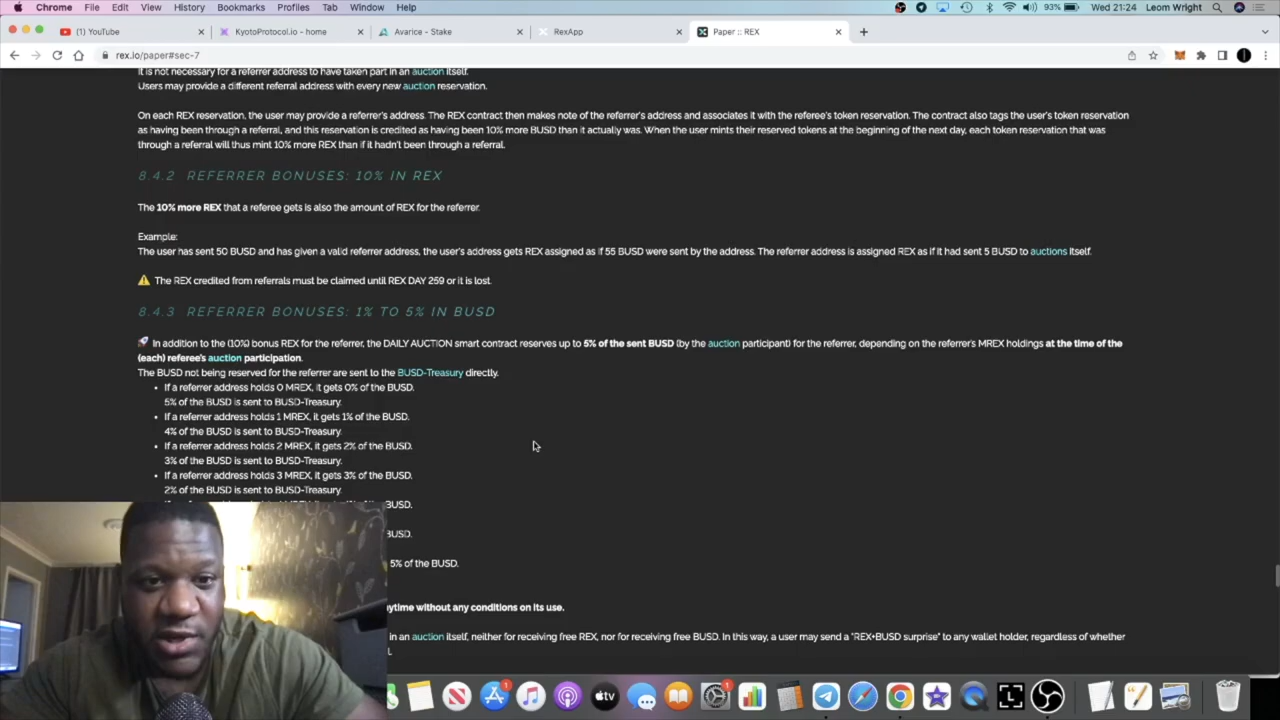 Chrome File Edit View History Bookmarks Profiles Tab Window Help 93% Wed 21:24 Leom Wright
(1) YouTube KyotoProtocol.io - home Avarice - Stake RexApp Paper :: REX
rex.io/paper#sec-7
It is not necessary for a referrer address to have taken part in an auction itself.
Users may provide a different referral address with every new auction reservation.
On each REX reservation, the user may provide a referrer's address. The REX contract then makes note of the referrer's address and associates it with the referee's token reservation. The contract also tags the user's token reservation
as having been through a referral, and this reservation is credited as having been 10% more BUSD than it actually was. When the user mints their reserved tokens at the beginning of the next day, each token reservation that was
through a referral will thus mint 10% more REX than if it hadn't been through a referral.
8.4.2 REFERRER BONUSES: 10% IN REX
The 10% more REX that a referee gets is also the amount of REX for the referrer.
Example:
The user has sent 50 BUSD and has given a valid referrer address, the user's address gets REX assigned as if 55 BUSD were sent by the address. The referrer address is assigned REX as if it had sent 5 BUSD to auctions itself.
⚠️ The REX credited from referrals must be claimed until REX DAY 259 or it is lost.
8.4.3 REFERRER BONUSES: 1% TO 5% IN BUSD
🚀 In addition to the (10%) bonus REX for the referrer, the DAILY AUCTION smart contract reserves up to 5% of the sent BUSD (by the auction participant) for the referrer, depending on the referrer's MREX holdings at the time of the
(each) referee's auction participation.
The BUSD not being reserved for the referrer are sent to the BUSD-Treasury directly.
• If a referrer address holds 0 MREX, it gets 0% of the BUSD.
5% of the BUSD is sent to BUSD-Treasury.
• If a referrer address holds 1 MREX, it gets 1% of the BUSD.
4% of the BUSD is sent to BUSD-Treasury.
• If a referrer address holds 2 MREX, it gets 2% of the BUSD.
3% of the BUSD is sent to BUSD-Treasury.
• If a referrer address holds 3 MREX, it gets 3% of the BUSD.
2% of the BUSD is sent to BUSD-Treasury.
BUSD.
BUSD.
5% of the BUSD.
ytime without any conditions on its use.
in an auction itself, neither for receiving free REX, nor for receiving free BUSD. In this way, a user may send a "REX+BUSD surprise" to any wallet holder, regardless of whether
tv